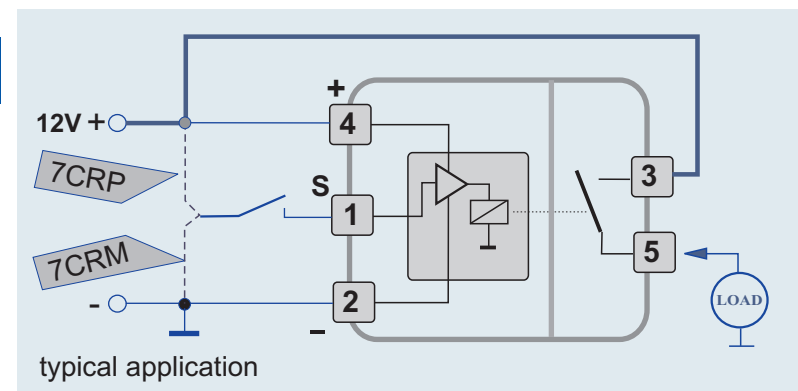 +
12V +
4
7CRP
3
S
1
7CRM
5
- 
2
LOAD
–
typical application